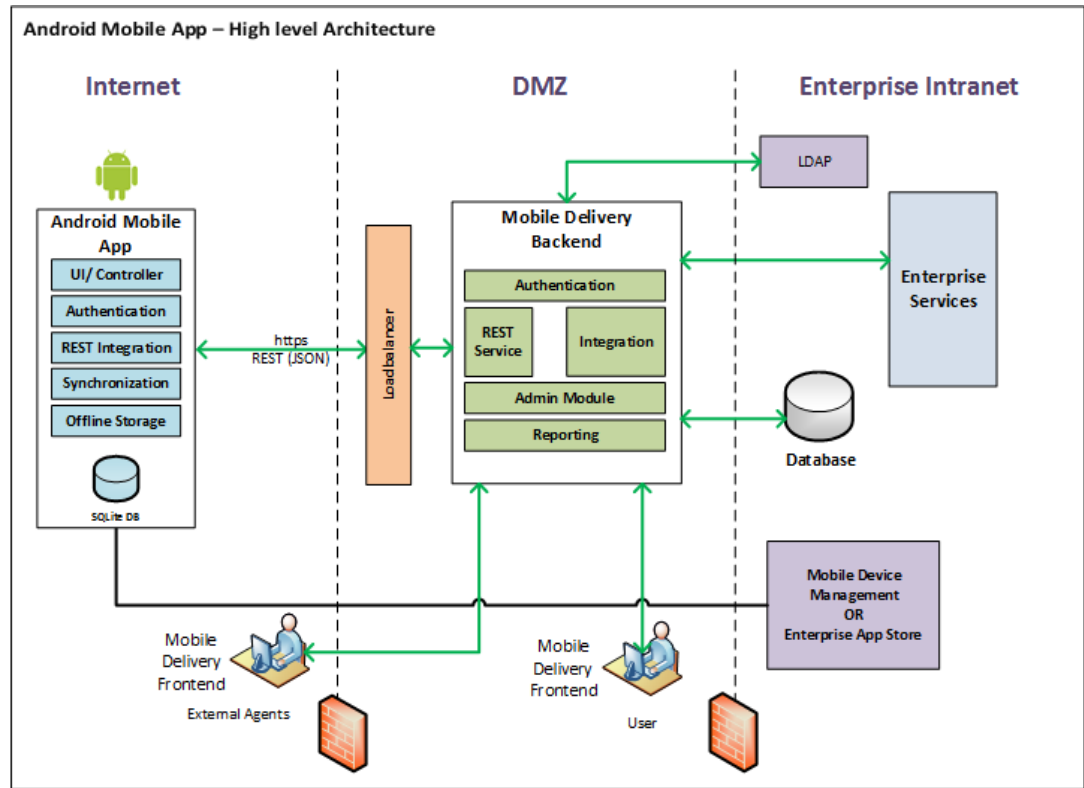 Android Mobile App – High level Architecture
Internet
DMZ
Enterprise Intranet
LDAP
Android Mobile
App
UI/ Controller
Authentication
REST Integration
Synchronization
Offline Storage
SQLite DB
https
REST (JSON)
Loadbalancer
Mobile Delivery
Backend
Authentication
REST
Service
Integration
Admin Module
Reporting
Enterprise
Services
Database
Mobile Device
Management
OR
Enterprise App Store
Mobile
Delivery
Frontend
External Agents
Mobile
Delivery
Frontend
User